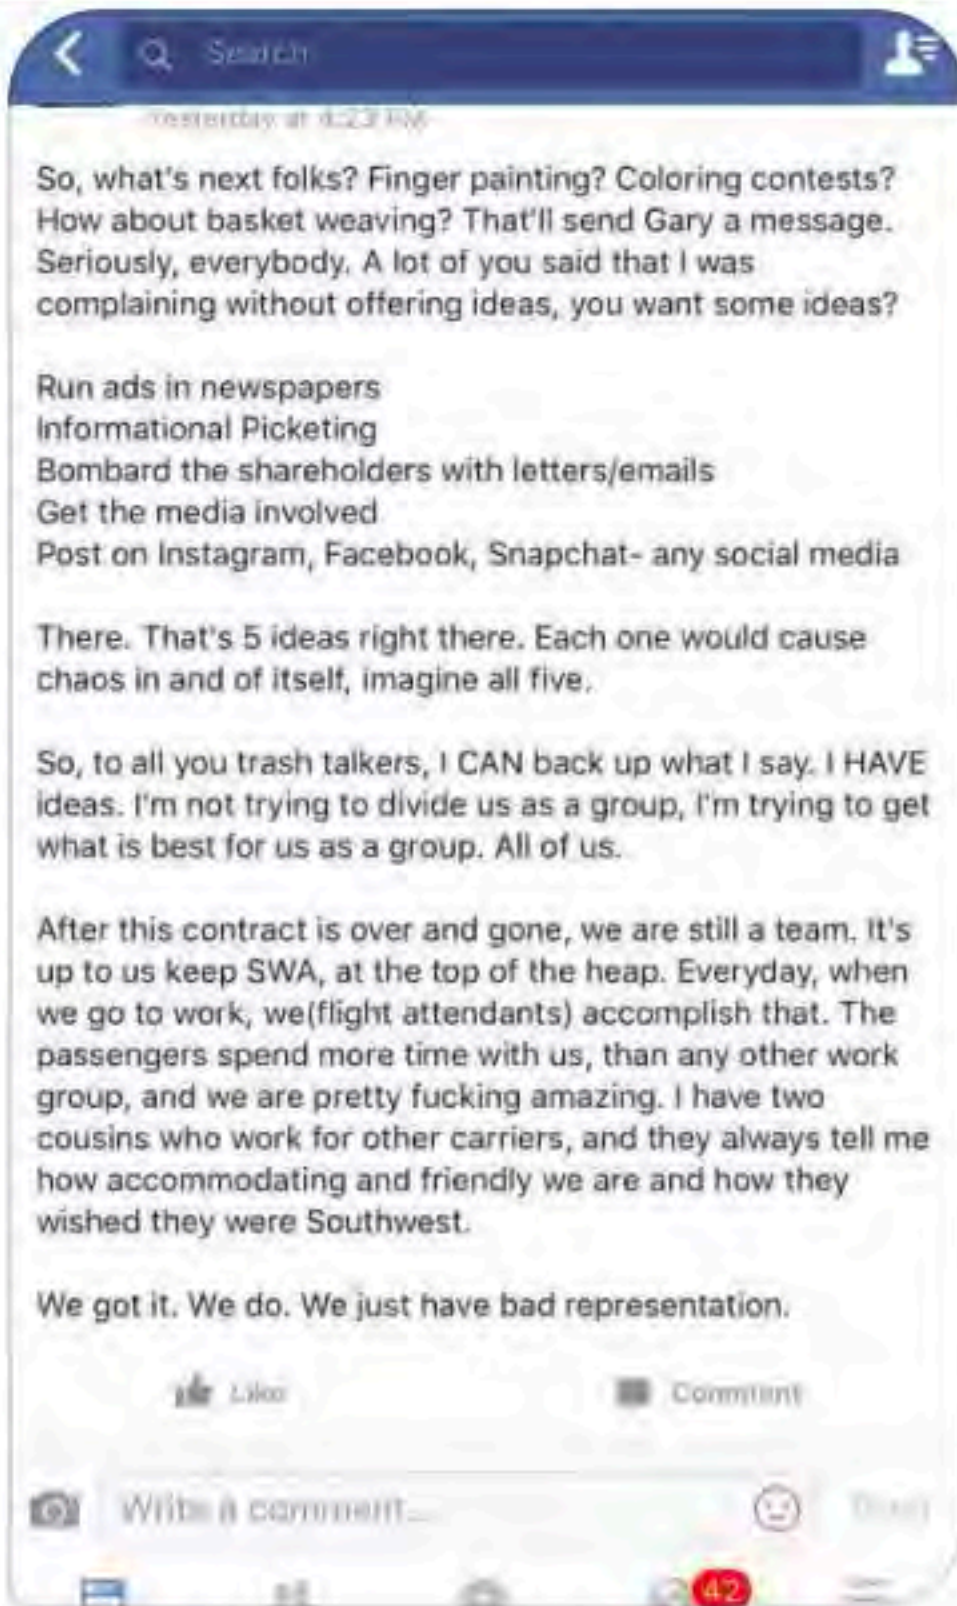 Search
Yesterday at 4:23 PM
So, what's next folks? Finger painting? Coloring contests?
How about basket weaving? That'll send Gary a message.
Seriously, everybody. A lot of you said that I was
complaining without offering ideas, you want some ideas?
Run ads in newspapers
Informational Picketing
Bombard the shareholders with letters/emails
Get the media involved
Post on Instagram, Facebook, Snapchat- any social media
There. That's 5 ideas right there. Each one would cause
chaos in and of itself, imagine all five.
So, to all you trash talkers, I CAN back up what I say. I HAVE
ideas. I'm not trying to divide us as a group, I'm trying to get
what is best for us as a group. All of us.
After this contract is over and gone, we are still a team. It's
up to us keep SWA, at the top of the heap. Everyday, when
we go to work, we(flight attendants) accomplish that. The
passengers spend more time with us, than any other work
group, and we are pretty fucking amazing. I have two
cousins who work for other carriers, and they always tell me
how accommodating and friendly we are and how they
wished they were Southwest.
We got it. We do. We just have bad representation.
Like Comment
Write a comment...
42